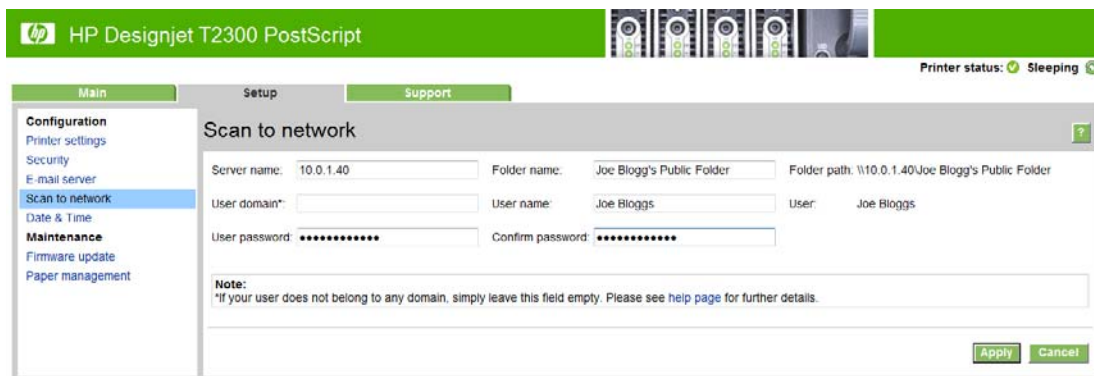 hp HP Designjet T2300 PostScript
Printer status: Sleeping
Main Setup Support
Configuration
Printer settings
Security
E-mail server
Scan to network
Date & Time
Maintenance
Firmware update
Paper management
Scan to network ?
Server name: 10.0.1.40 Folder name: Joe Blogg's Public Folder Folder path: \\10.0.1.40\Joe Blogg's Public Folder
User domain*: User name: Joe Bloggs User: Joe Bloggs
User password: •••••••••••• Confirm password: ••••••••••••
Note:
*If your user does not belong to any domain, simply leave this field empty. Please see help page for further details.
Apply Cancel